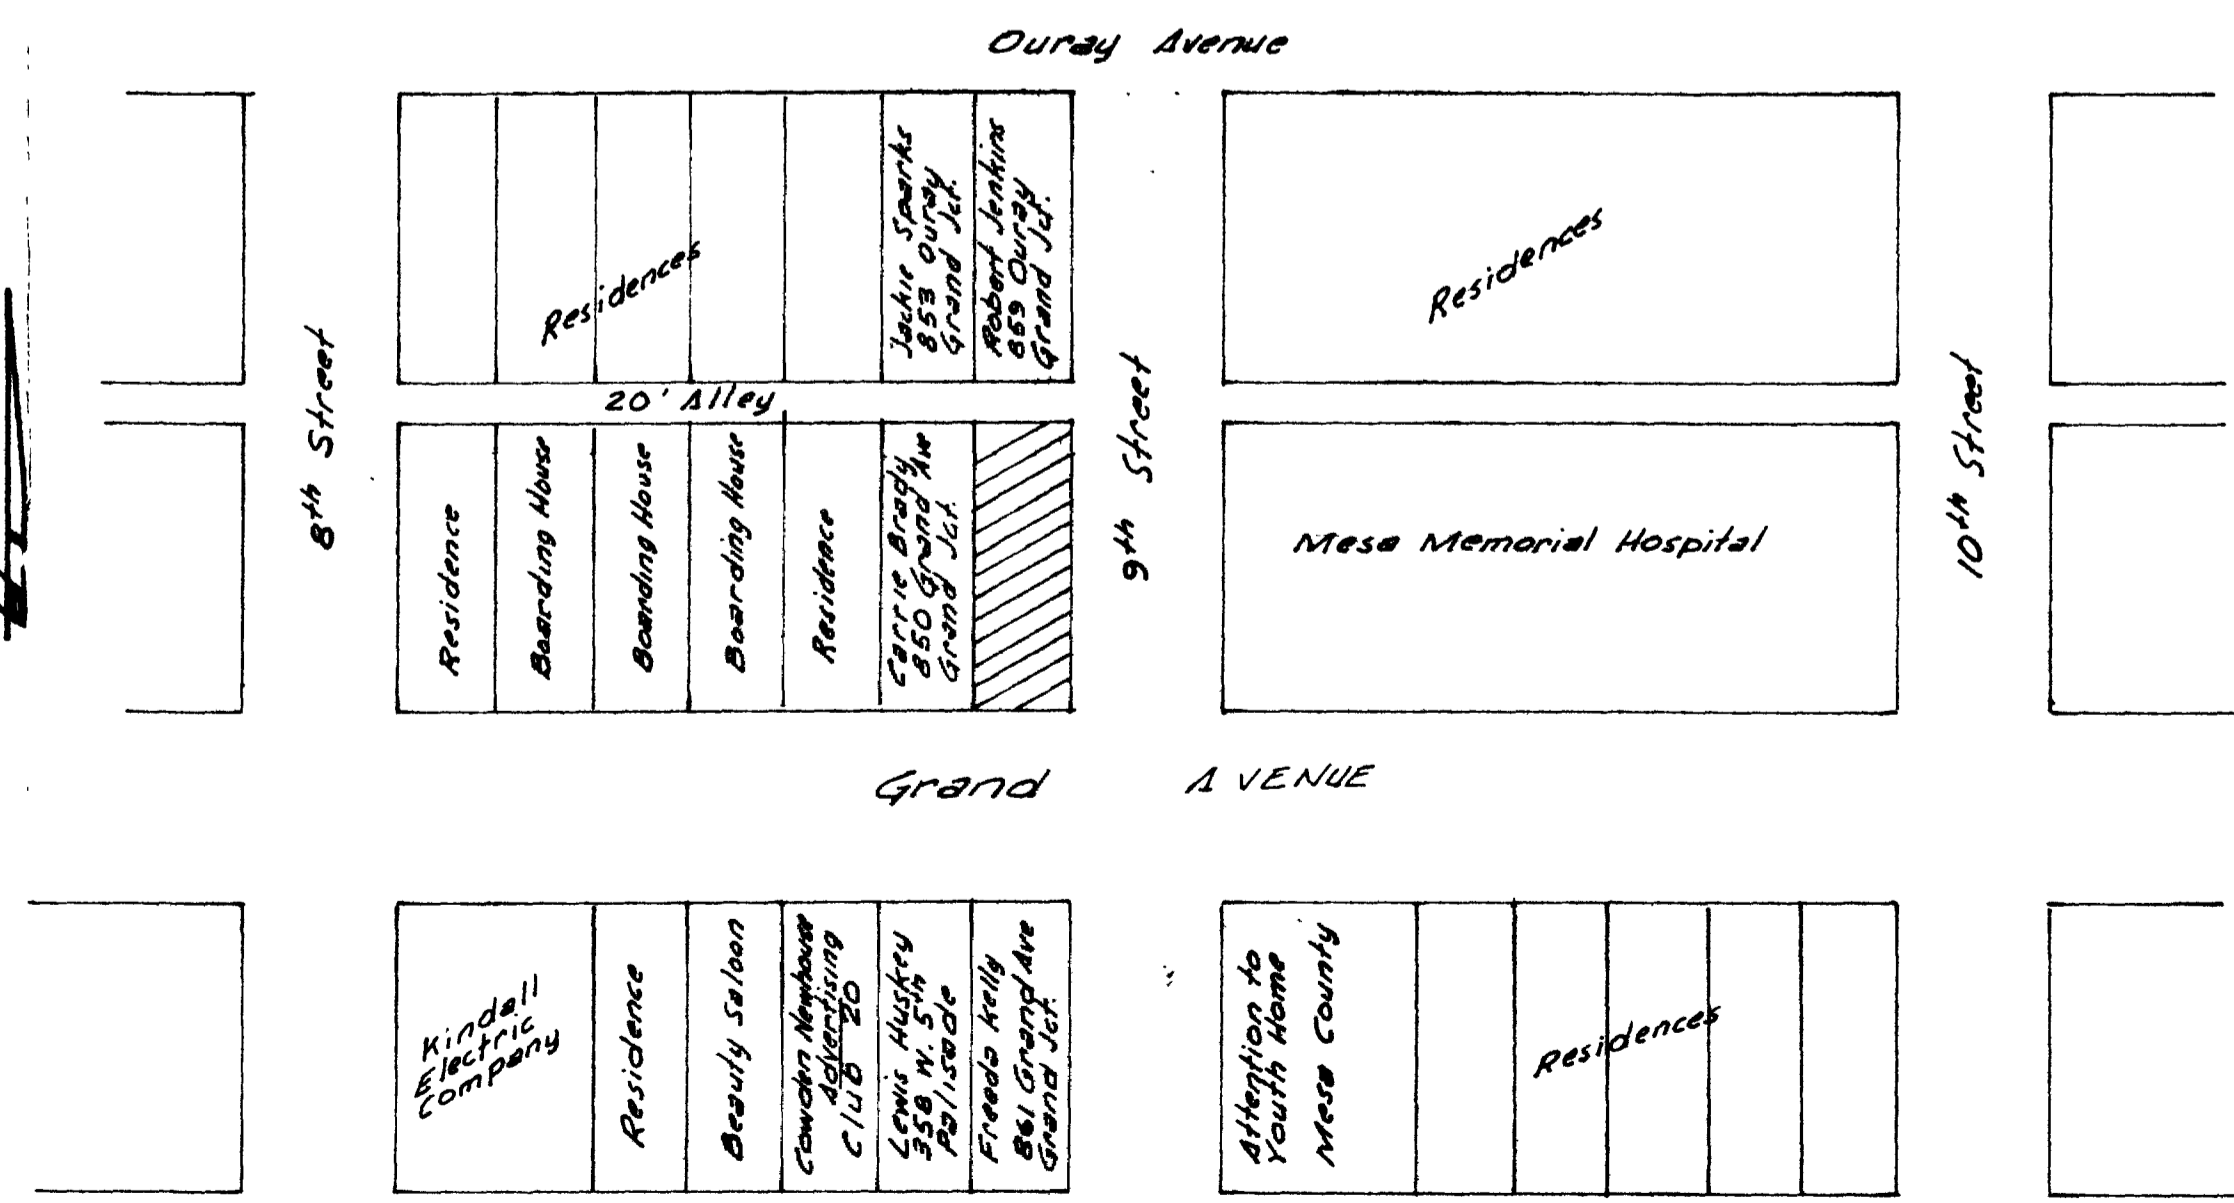 Ouray Avenue
Residences
Jackie Sparks
853 Ouray
Grand Jct.
Robert Jenkins
859 Ouray
Grand Jct.
Residences
8th Street
20' Alley
9th Street
10th Street
Residence
Boarding House
Boarding House
Boarding House
Residence
Carrie Brady
850 Grand Ave
Grand Jct.
Mesa Memorial Hospital
Grand AVENUE
Kindall
Electric
Company
Residence
Beauty Saloon
Cowden Newhouse
Advertising
Club 20
Lewis Huskey
358 W. 5th
Palisade
Freeda Kelly
861 Grand Ave
Grand Jct.
Attention to
Youth Home
Mesa County
Residences